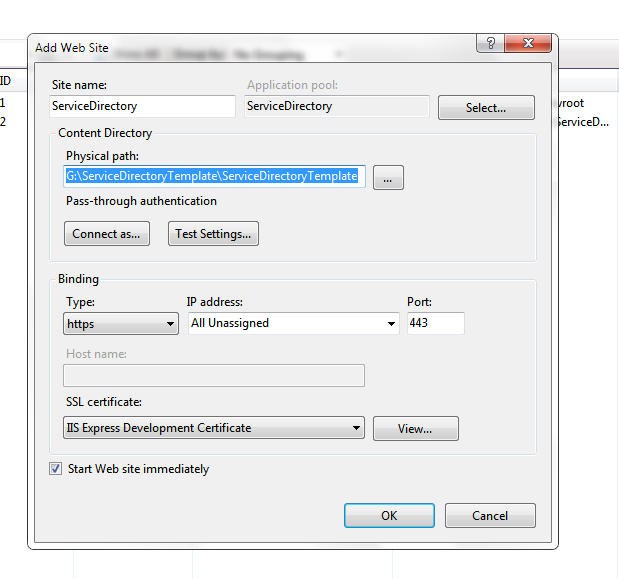 Add Web Site
ID
1
2
Site name:
Application pool:
ServiceDirectory
ServiceDirectory
Select...
wroot
ServiceD...
Content Directory
Physical path:
G:\ServiceDirectoryTemplate\ServiceDirectoryTemplate
...
Pass-through authentication
Connect as...
Test Settings...
Binding
Type:
IP address:
Port:
https
All Unassigned
443
Host name:
SSL certificate:
IIS Express Development Certificate
View...
Start Web site immediately
OK
Cancel